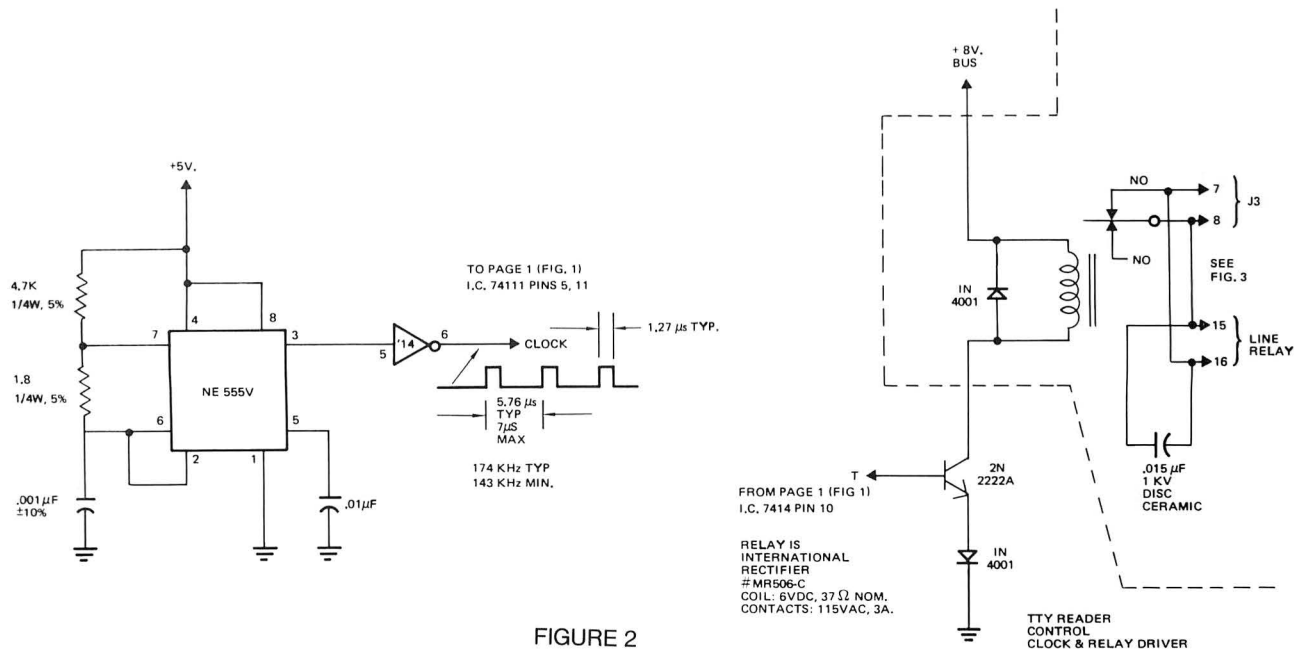 +5V.
4.7K
1/4W, 5%
1.8
1/4W, 5%
.001µF
±10%
4
8
7
3
NE 555V
6
5
2
1
.01µF
5
'14
6
CLOCK
TO PAGE 1 (FIG. 1)
I.C. 74111 PINS 5, 11
1.27 µs TYP.
5.76 µs
TYP
7µS
MAX
174 KHz TYP
143 KHz MIN.
+ 8V.
BUS
IN
4001
NO
NO
7
8
J3
SEE
FIG. 3
15
16
LINE
RELAY
.015 µF
1 KV
DISC
CERAMIC
T
FROM PAGE 1 (FIG 1)
I.C. 7414 PIN 10
2N
2222A
IN
4001
RELAY IS
INTERNATIONAL
RECTIFIER
#MR506-C
COIL: 6VDC, 37 Ω NOM.
CONTACTS: 115VAC, 3A.
TTY READER
CONTROL
CLOCK & RELAY DRIVER
FIGURE 2